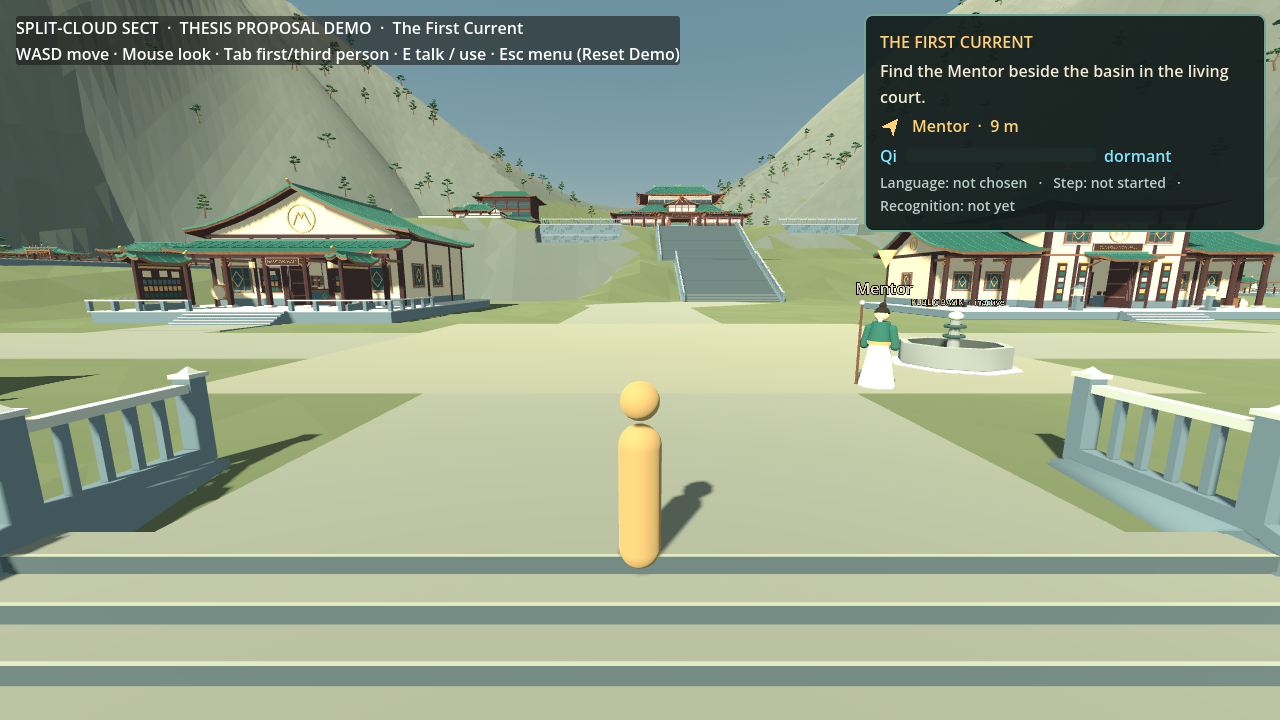 SPLIT-CLOUD SECT · THESIS PROPOSAL DEMO · The First Current
WASD move · Mouse look · Tab first/third person · E talk / use · Esc menu (Reset Demo)
THE FIRST CURRENT
Find the Mentor beside the basin in the living
court.
Mentor · 9 m
Qi dormant
Language: not chosen · Step: not started ·
Recognition: not yet
Mentor